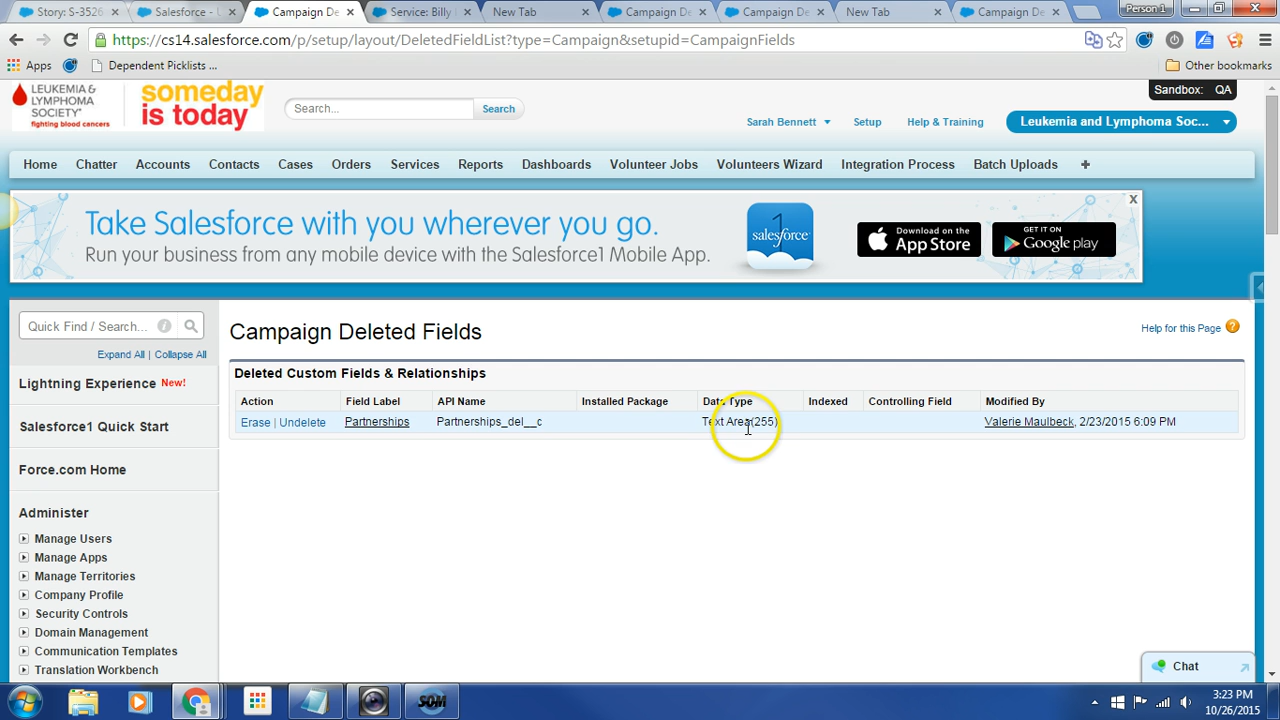 Story: S-3526
Salesforce - U
Campaign De
Service: Billy
New Tab
Campaign De
Campaign De
New Tab
Campaign De
Person 1
https://cs14.salesforce.com/p/setup/layout/DeletedFieldList?type=Campaign&setupid=CampaignFields
Apps
Dependent Picklists ...
Other bookmarks
LEUKEMIA &
LYMPHOMA
SOCIETY
fighting blood cancers
someday
is today
Search...
Search
Sandbox: QA
Sarah Bennett
Setup
Help & Training
Leukemia and Lymphoma Soc...
Home
Chatter
Accounts
Contacts
Cases
Orders
Services
Reports
Dashboards
Volunteer Jobs
Volunteers Wizard
Integration Process
Batch Uploads
+
Take Salesforce with you wherever you go.
Run your business from any mobile device with the Salesforce1 Mobile App.
1
salesforce
Download on the
App Store
GET IT ON
Google play
X
Quick Find / Search...
Expand All | Collapse All
Lightning Experience New!
Salesforce1 Quick Start
Force.com Home
Administer
Manage Users
Manage Apps
Manage Territories
Company Profile
Security Controls
Domain Management
Communication Templates
Translation Workbench
Campaign Deleted Fields
Help for this Page ?
Deleted Custom Fields & Relationships
Action Field Label API Name Installed Package Data Type Indexed Controlling Field Modified By
Erase | Undelete Partnerships Partnerships_del__c Text Area(255) Valerie Maulbeck, 2/23/2015 6:09 PM
Chat
SOM
3:23 PM
10/26/2015